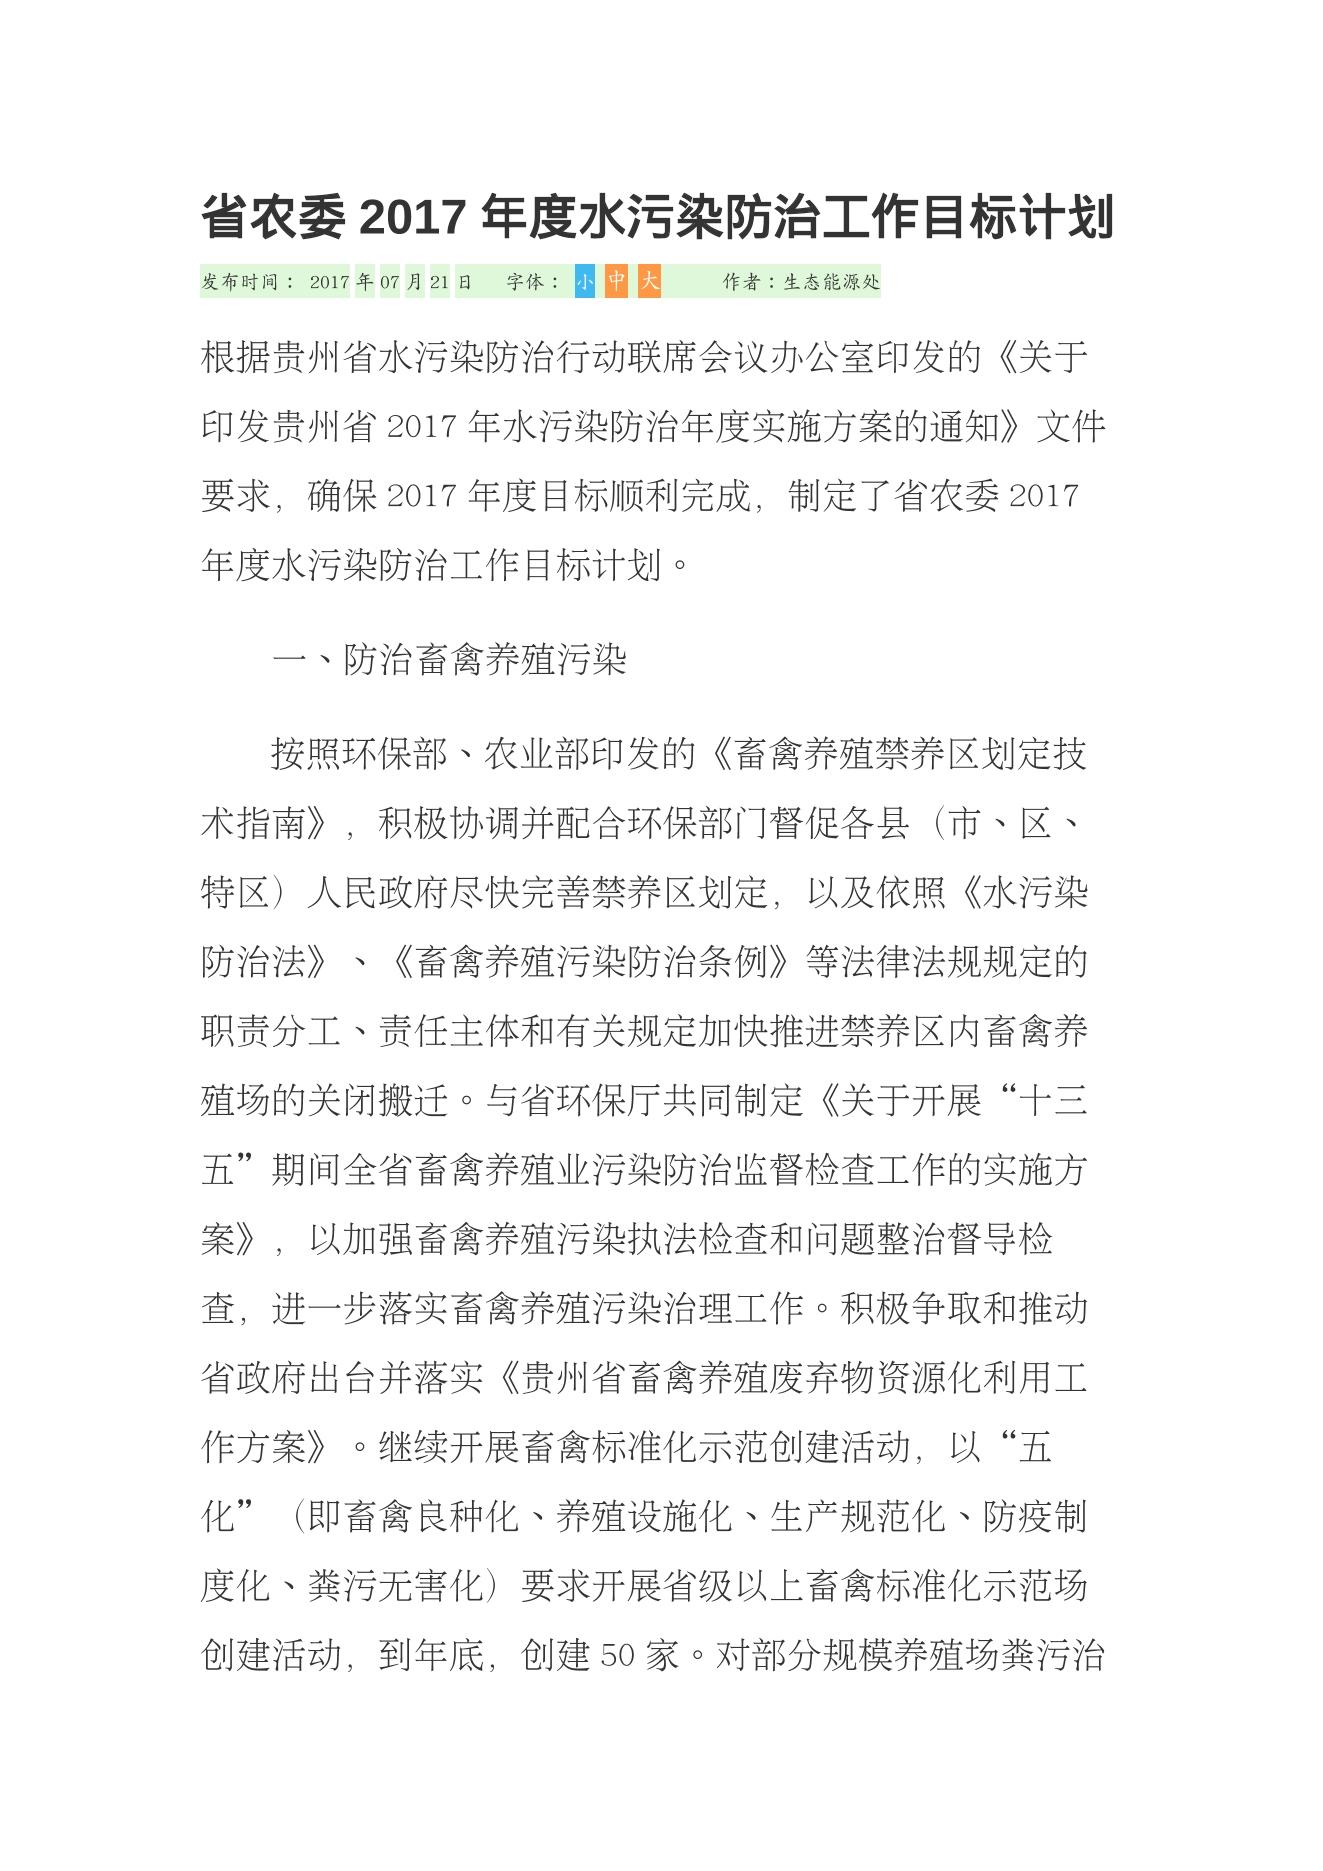 省农委 2017 年度水污染防治工作目标计划
发布时间： 2017 年 07 月 21 日 字体： 小 中 大 作者：生态能源处
根据贵州省水污染防治行动联席会议办公室印发的《关于
印发贵州省 2017 年水污染防治年度实施方案的通知》文件
要求，确保 2017 年度目标顺利完成，制定了省农委 2017
年度水污染防治工作目标计划。
一、防治畜禽养殖污染
按照环保部、农业部印发的《畜禽养殖禁养区划定技
术指南》，积极协调并配合环保部门督促各县（市、区、
特区）人民政府尽快完善禁养区划定，以及依照《水污染
防治法》、《畜禽养殖污染防治条例》等法律法规规定的
职责分工、责任主体和有关规定加快推进禁养区内畜禽养
殖场的关闭搬迁。与省环保厅共同制定《关于开展“十三
五”期间全省畜禽养殖业污染防治监督检查工作的实施方
案》，以加强畜禽养殖污染执法检查和问题整治督导检
查，进一步落实畜禽养殖污染治理工作。积极争取和推动
省政府出台并落实《贵州省畜禽养殖废弃物资源化利用工
作方案》。继续开展畜禽标准化示范创建活动，以“五
化”（即畜禽良种化、养殖设施化、生产规范化、防疫制
度化、粪污无害化）要求开展省级以上畜禽标准化示范场
创建活动，到年底，创建 50 家。对部分规模养殖场粪污治